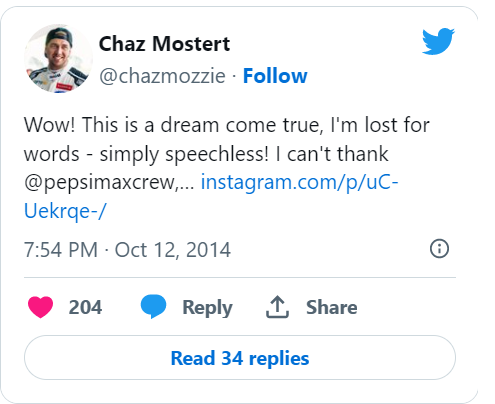 Chaz Mostert
@chazmozzie · Follow
Wow! This is a dream come true, I'm lost for
words - simply speechless! I can't thank
@pepsimaxcrew,... instagram.com/p/uC-
Uekrqe-/
7:54 PM · Oct 12, 2014
204 Reply Share
Read 34 replies